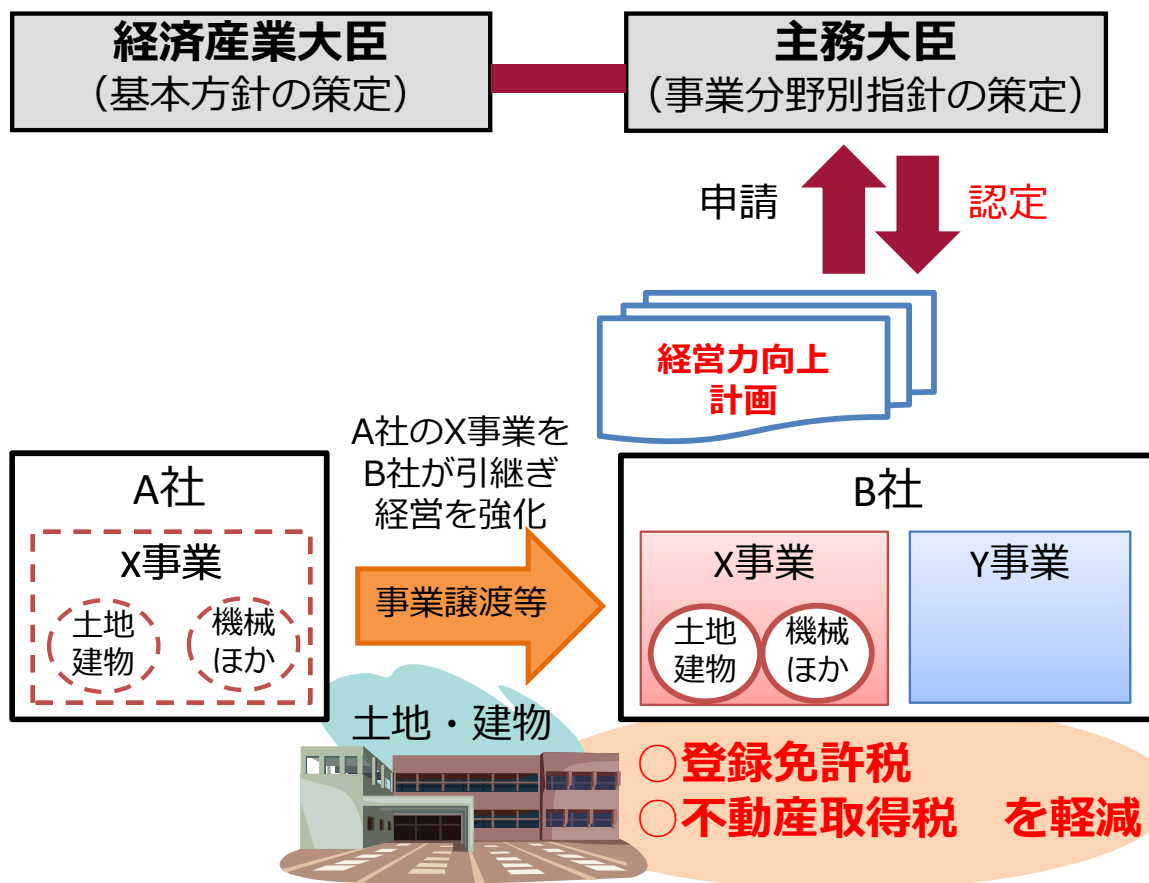 経済産業大臣
（基本方針の策定）
主務大臣
（事業分野別指針の策定）
申請
認定
経営力向上
計画
A社のX事業を
B社が引継ぎ
経営を強化
A社
X事業
土地
建物
機械
ほか
事業譲渡等
B社
X事業
土地
建物
機械
ほか
Y事業
土地・建物
○登録免許税
○不動産取得税　を軽減